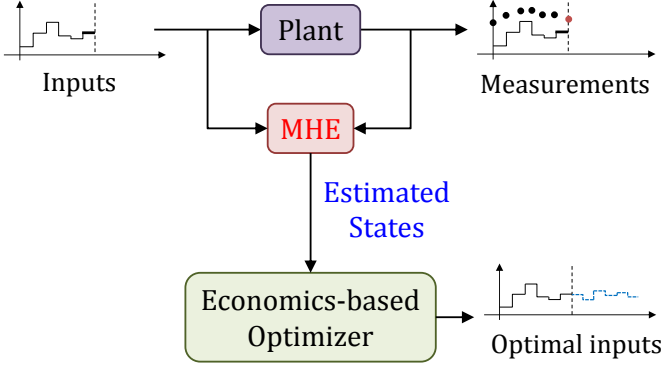 Plant
Inputs
Measurements
MHE
Estimated
States
Economics-based
Optimizer
Optimal inputs